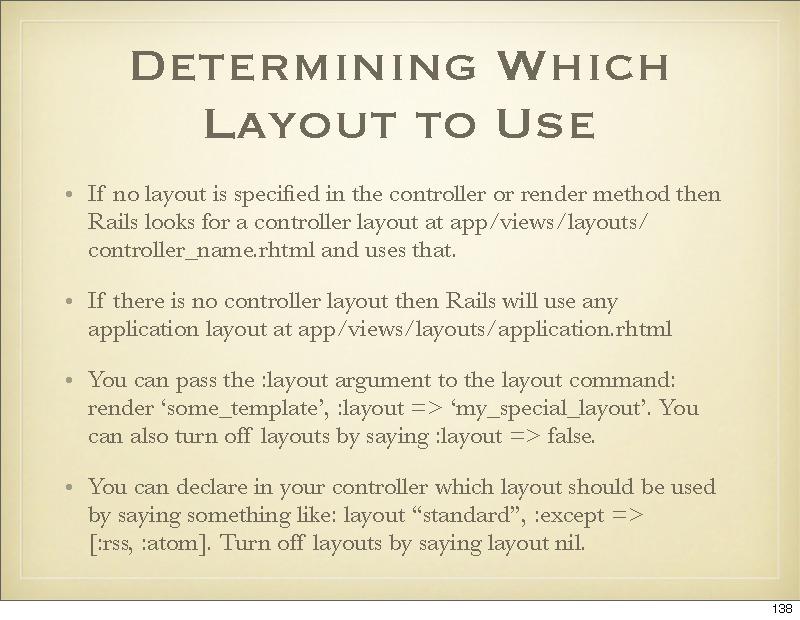 Determining Which
Layout to Use
• If no layout is specified in the controller or render method then
Rails looks for a controller layout at app/views/layouts/
controller_name.rhtml and uses that.
• If there is no controller layout then Rails will use any
application layout at app/views/layouts/application.rhtml
• You can pass the :layout argument to the layout command:
render ‘some_template’, :layout => ‘my_special_layout’. You
can also turn off layouts by saying :layout => false.
• You can declare in your controller which layout should be used
by saying something like: layout “standard”, :except =>
[:rss, :atom]. Turn off layouts by saying layout nil.
138